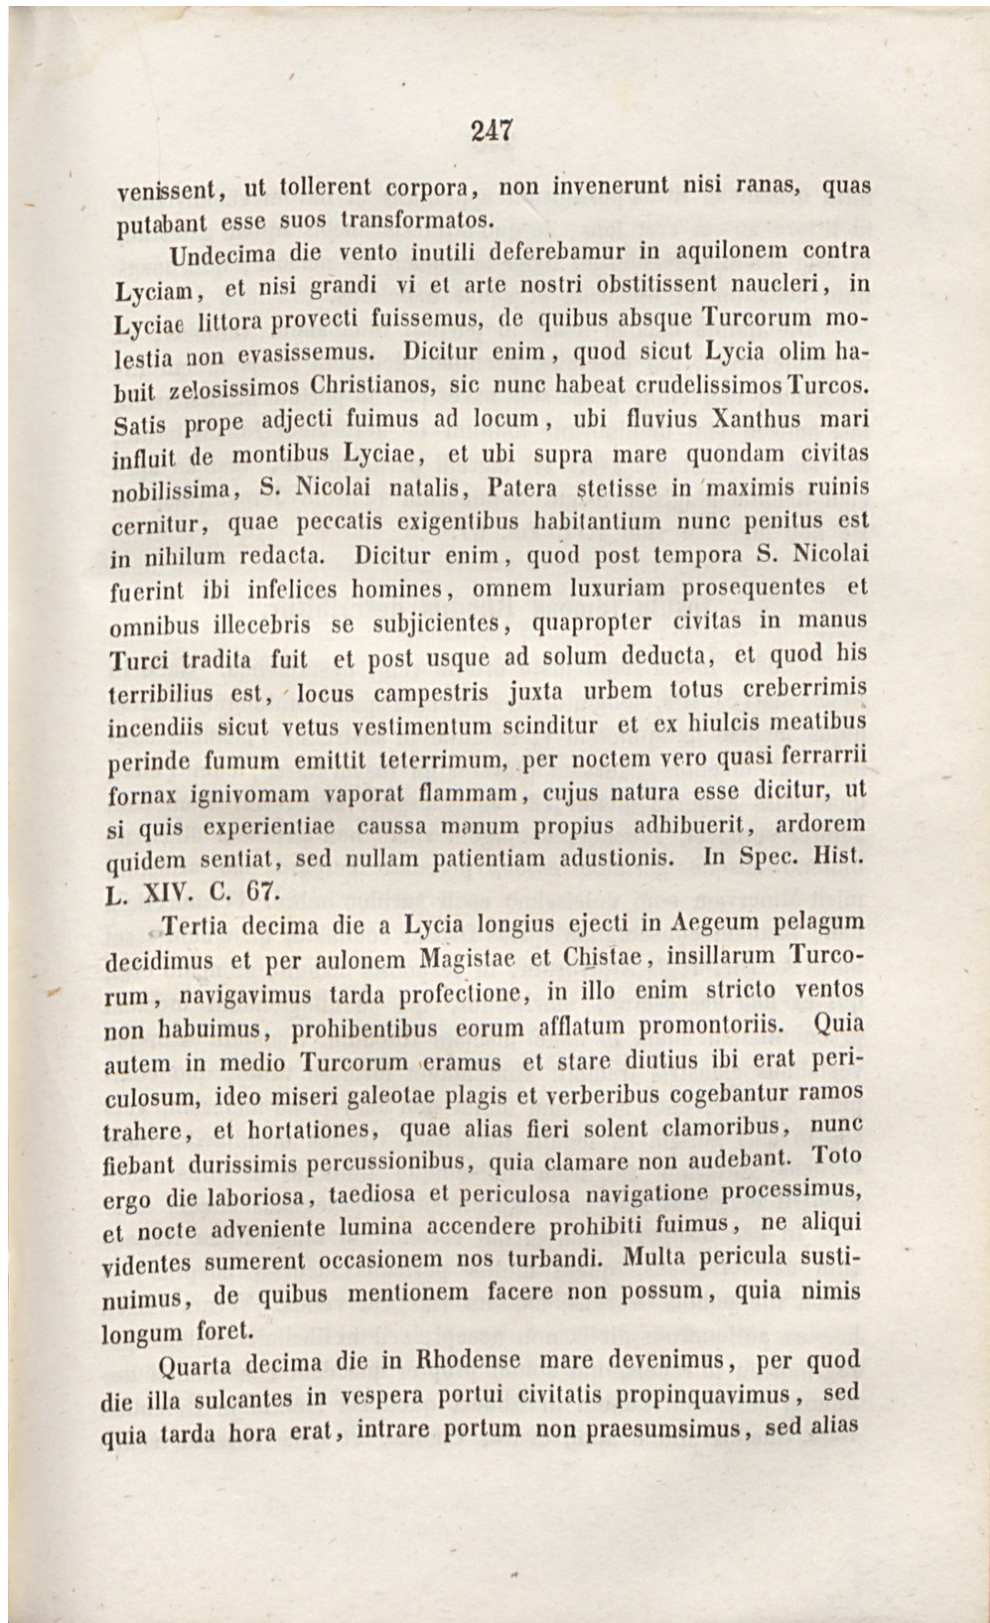 247
venissent, ut tollerent corpora, non invenerunt nisi ranas, quas
putabant esse suos transformatos.
Undecima die vento inutili deferebamur in aquilonem contra
Lyciam, et nisi grandi vi et arte nostri obstitissent naucleri, in
Lyciae littora provecti fuissemus, de quibus absque Turcorum mo-
lestia non evasissemus. Dicitur enim, quod sicut Lycia olim ha-
buit zelosissimos Christianos, sic nunc habeat crudelissimos Turcos.
Satis prope adjecti fuimus ad locum, ubi fluvius Xanthus mari
influit de montibus Lyciae, et ubi supra mare quondam civitas
nobilissima, S. Nicolai natalis, Patera stetisse in maximis ruinis
cernitur, quae peccatis exigentibus habitantium nunc penitus est
in nihilum redacta. Dicitur enim, quod post tempora S. Nicolai
fuerint ibi infelices homines, omnem luxuriam prosequentes et
omnibus illecebris se subjicientes, quapropter civitas in manus
Turci tradita fuit et post usque ad solum deducta, et quod his
terribilius est, locus campestris juxta urbem totus creberrimis
incendiis sicut vetus vestimentum scinditur et ex hiulcis meatibus
perinde fumum emittit teterrimum, per noctem vero quasi ferrarrii
fornax ignivomam vaporat flammam, cujus natura esse dicitur, ut
si quis experientiae caussa manum propius adhibuerit, ardorem
quidem sentiat, sed nullam patientiam adustionis. In Spec. Hist.
L. XIV. C. 67.
Tertia decima die a Lycia longius ejecti in Aegeum pelagum
decidimus et per aulonem Magistae et Chistae, insillarum Turco-
rum, navigavimus tarda profectione, in illo enim stricto ventos
non habuimus, prohibentibus eorum afflatum promontoriis. Quia
autem in medio Turcorum eramus et stare diutius ibi erat peri-
culosum, ideo miseri galeotae plagis et verberibus cogebantur ramos
trahere, et hortationes, quae alias fieri solent clamoribus, nunc
fiebant durissimis percussionibus, quia clamare non audebant. Toto
ergo die laboriosa, taediosa et periculosa navigatione processimus,
et nocte adveniente lumina accendere prohibiti fuimus, ne aliqui
videntes sumerent occasionem nos turbandi. Multa pericula susti-
nuimus, de quibus mentionem facere non possum, quia nimis
longum foret.
Quarta decima die in Rhodense mare devenimus, per quod
die illa sulcantes in vespera portui civitatis propinquavimus, sed
quia tarda hora erat, intrare portum non praesumsimus, sed alias